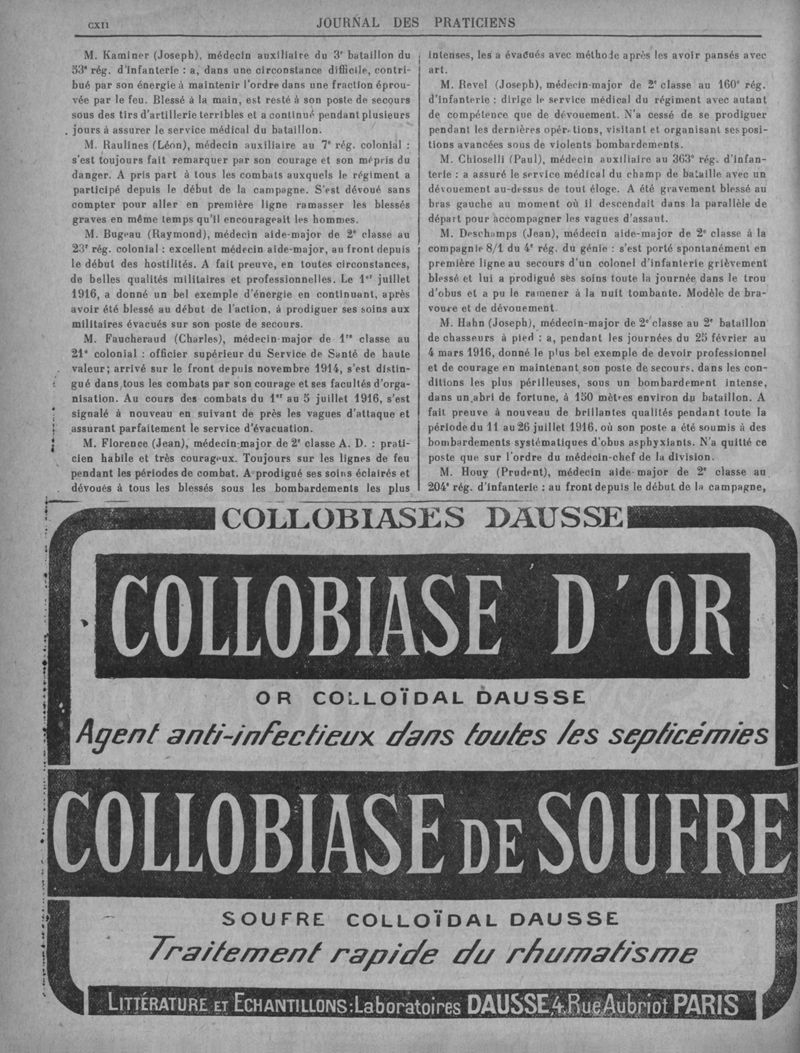 CXII
JOURNAL DES PRATICIENS
M. Kaminer (Joseph), médecin auxiliaire du 3e bataillon du
53e rég. d'infanterie : a, dans une circonstance difficile, contri-
bué par son énergie à maintenir l'ordre dans une fraction éprou-
vée par le feu. Blessé à la main, est resté à son poste de secours
sous des tirs d'artillerie terribles et a continué pendant plusieurs
jours à assurer le service médical du bataillon.
M. Raulines (Léon), médecin auxiliaire au 7e rég. colonial :
s'est toujours fait remarquer par son courage et son mépris du
danger. A pris part à tous les combats auxquels le régiment a
participé depuis le début de la campagne. S'est dévoué sans
compter pour aller en première ligne ramasser les blessés
graves en même temps qu'il encourageait les hommes.
M. Bugeau (Raymond), médecin aide-major de 2e classe au
23e rég. colonial : excellent médecin aide-major, au front depuis
le début des hostilités. A fait preuve, en toutes circonstances,
de belles qualités militaires et professionnelles. Le 1er juillet
1916, a donné un bel exemple d'énergie en continuant, après
avoir été blessé au début de l'action, à prodiguer ses soins aux
militaires évacués sur son poste de secours.
M. Faucheraud (Charles), médecin-major de 1re classe au
21e colonial : officier supérieur du Service de Santé de haute
valeur; arrivé sur le front depuis novembre 1914, s'est distin-
gué dans tous les combats par son courage et ses facultés d'orga-
nisation. Au cours des combats du 1er au 5 juillet 1916, s'est
signalé à nouveau en suivant de près les vagues d'attaque et
assurant parfaitement le service d'évacuation.
M. Florence (Jean), médecin-major de 2e classe A. D. : prati-
cien habile et très courageux. Toujours sur les lignes de feu
pendant les périodes de combat. A prodigué ses soins éclairés et
dévoués à tous les blessés sous les bombardements les plus
intenses, les a évacués avec méthode après les avoir pansés avec
art.
M. Revel (Joseph), médecin-major de 2e classe au 160e rég.
d'infanterie : dirige le service médical du régiment avec autant
de compétence que de dévouement. N'a cessé de se prodiguer
pendant les dernières opérations, visitant et organisant ses posi-
tions avancées sous de violents bombardements.
M. Chioselli (Paul), médecin auxiliaire au 363e rég. d'infan-
terie : a assuré le service médical du champ de bataille avec un
dévouement au-dessus de tout éloge. A été gravement blessé au
bras gauche au moment où il descendait dans la parallèle de
départ pour accompagner les vagues d'assaut.
M. Deschamps (Jean), médecin aide-major de 2e classe à la
compagnie 8/1 du 4e rég. du génie : s'est porté spontanément en
première ligne au secours d'un colonel d'infanterie grièvement
blessé et lui a prodigué ses soins toute la journée dans le trou
d'obus et a pu le ramener à la nuit tombante. Modèle de bra-
voure et de dévouement.
M. Hahn (Joseph), médecin-major de 2e classe au 2e bataillon
de chasseurs à pied : a, pendant les journées du 25 février au
4 mars 1916, donné le plus bel exemple de devoir professionnel
et de courage en maintenant son poste de secours, dans les con-
ditions les plus périlleuses, sous un bombardement intense,
dans un abri de fortune, à 150 mètres environ du bataillon. A
fait preuve à nouveau de brillantes qualités pendant toute la
période du 11 au 26 juillet 1916, où son poste a été soumis à des
bombardements systématiques d'obus asphyxiants. N'a quitté ce
poste que sur l'ordre du médecin-chef de la division.
M. Houy (Prudent), médecin aide-major de 2e classe au
204e rég. d'infanterie : au front depuis le début de la campagne,
COLLOBIASES DAUSSE
COLLOBIASE D'OR
OR COLLOÏDAL DAUSSE
Agent anti-infectieux dans toutes les septicémies
COLLOBIASE DE SOUFRE
SOUFRE COLLOÏDAL DAUSSE
Traitement rapide du rhumatisme
LITTÉRATURE ET ECHANTILLONS: Laboratoires DAUSSE, 4, Rue Aubriot PARIS